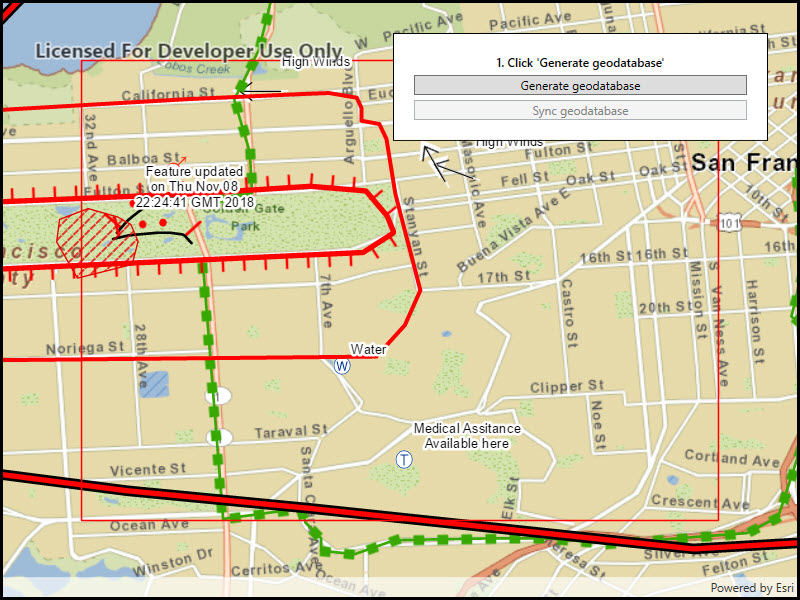 Licensed For Developer Use Only
Pacific Ave
W Pacific Ave
Lobos Creek
High Winds
1. Click 'Generate geodatabase'
Generate geodatabase
Sync geodatabase
California St
32nd Ave
Arguello Blvd
Balboa St
Fulton St
High Winds
Masonic Ave
Fell St
Oak St
Oak St
San Fran
10th St
Feature updated
on Thu Nov 08
22:24:41 GMT 2018
Golden Gate
Park
Stanyan St
Buena Vista Ave E
101
16th St
16th St
16th
17th St
7th Ave
Castro St
Mission St
S Van Ness Ave
Harrison St
20th St
Noriega St
28th Ave
Water
W
1
Clipper St
Noe St
Taraval St
Medical Assitance
Available here
T
Vicente St
Santa
Elk St
Cortland Ave
Crescent Ave
Ocean Ave
Winston Dr
Cerritos Ave
Ocean Ave
Silver Ave
Felton St
Powered by Esri